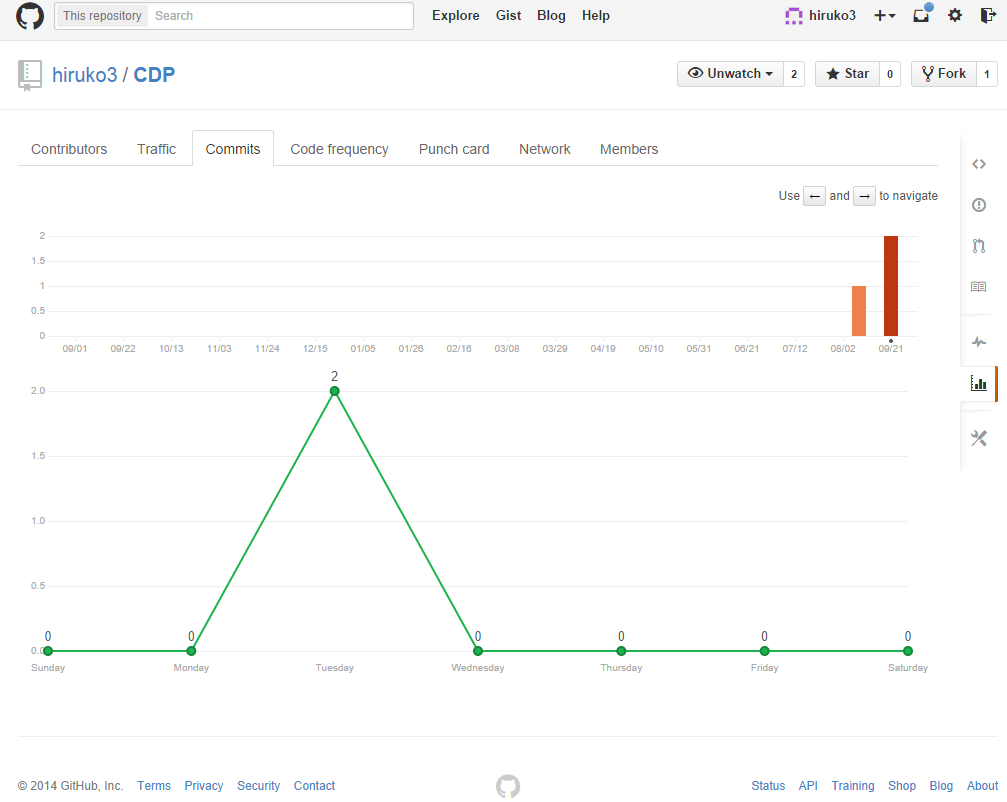 This repository Search Explore Gist Blog Help hiruko3
hiruko3 / CDP Unwatch 2 Star 0 Fork 1
Contributors Traffic Commits Code frequency Punch card Network Members
Use ← and → to navigate
2
1.5
1
0.5
0
09/01 09/22 10/13 11/03 11/24 12/15 01/05 01/26 02/16 03/08 03/29 04/19 05/10 05/31 06/21 07/12 08/02 09/21
2
2.0
1.5
1.0
0.5
0 0 0 0 0 0
0.0
Sunday Monday Tuesday Wednesday Thursday Friday Saturday
© 2014 GitHub, Inc. Terms Privacy Security Contact Status API Training Shop Blog About